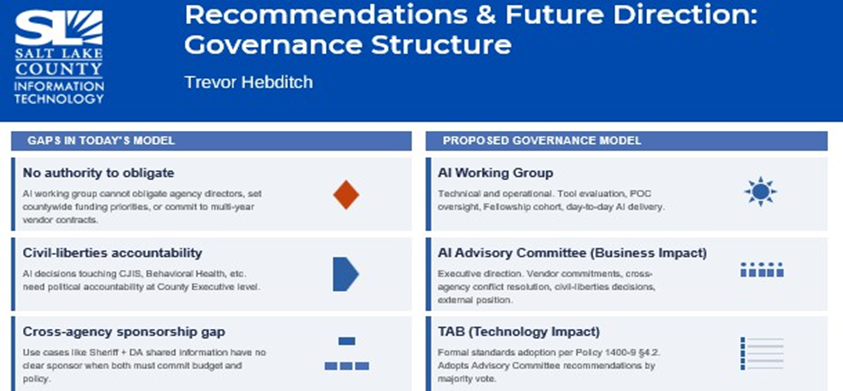 SL
SALT LAKE
COUNTY
INFORMATION
TECHNOLOGY
Recommendations & Future Direction:
Governance Structure
Trevor Hebditch
GAPS IN TODAY'S MODEL
No authority to obligate
AI working group cannot obligate agency directors, set
countywide funding priorities, or commit to multi-year
vendor contracts.
Civil-liberties accountability
AI decisions touching CJIS, Behavioral Health, etc.
need political accountability at County Executive level.
Cross-agency sponsorship gap
Use cases like Sheriff + DA shared information have no
clear sponsor when both must commit budget and
policy.
PROPOSED GOVERNANCE MODEL
AI Working Group
Technical and operational. Tool evaluation, POC
oversight, Fellowship cohort, day-to-day AI delivery.
AI Advisory Committee (Business Impact)
Executive direction. Vendor commitments, cross-
agency conflict resolution, civil-liberties decisions,
external position.
TAB (Technology Impact)
Formal standards adoption per Policy 1400-9 §4.2.
Adopts Advisory Committee recommendations by
majority vote.